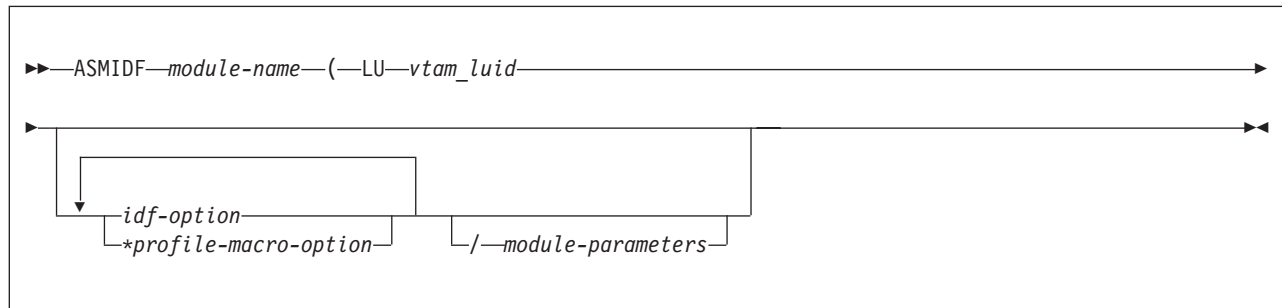 ASMIDF module-name ( LU vtam_luid
idf-option
*profile-macro-option
/ module-parameters